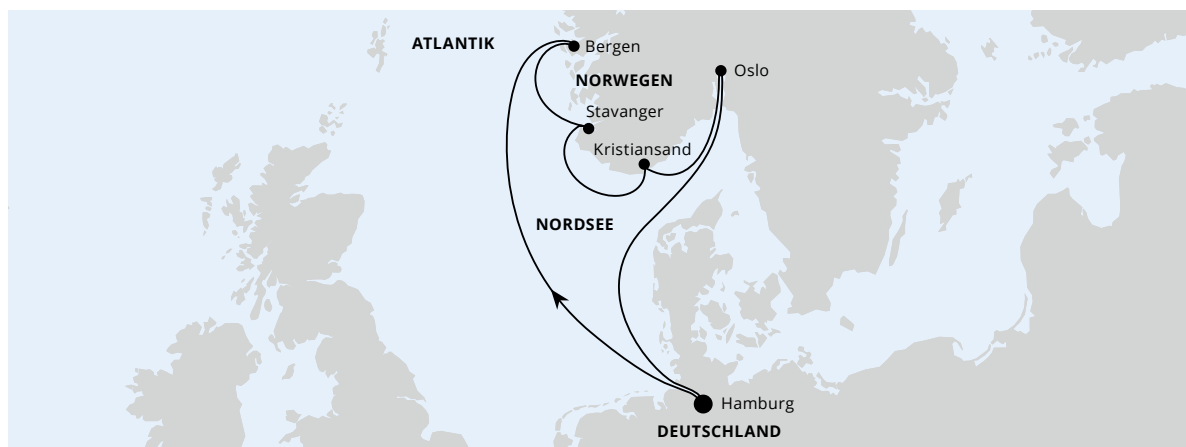 ATLANTIK
Bergen
NORWEGEN
Oslo
Stavanger
Kristiansand
NORDSEE
Hamburg
DEUTSCHLAND